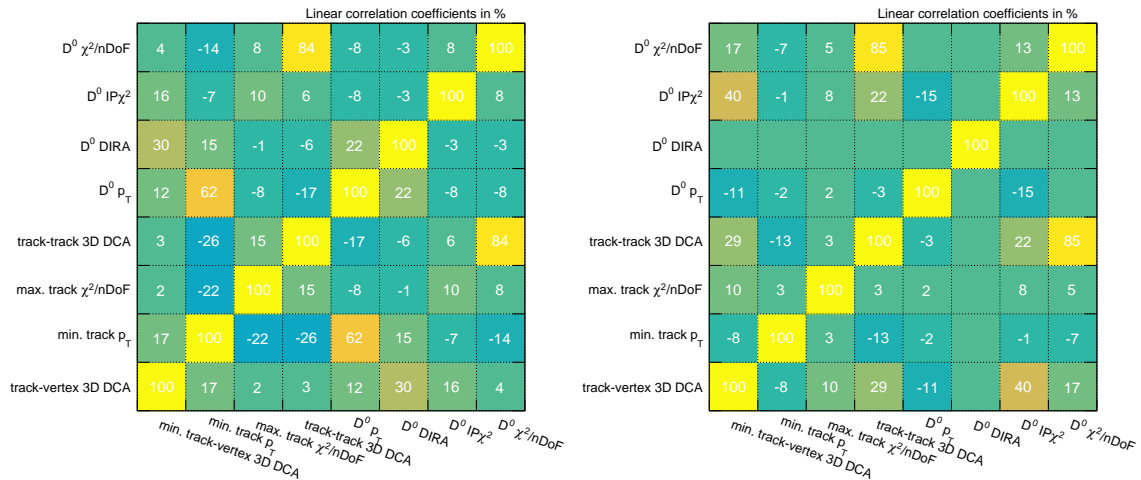 Linear correlation coefficients in %
D⁰ χ²/nDoF 4 -14 8 84 -8 -3 8 100
D⁰ IPχ² 16 -7 10 6 -8 -3 100 8
D⁰ DIRA 30 15 -1 -6 22 100 -3 -3
D⁰ p_T 12 62 -8 -17 100 22 -8 -8
track-track 3D DCA 3 -26 15 100 -17 -6 6 84
max. track χ²/nDoF 2 -22 100 15 -8 -1 10 8
min. track p_T 17 100 -22 -26 62 15 -7 -14
track-vertex 3D DCA 100 17 2 3 12 30 16 4
min. track-vertex 3D DCA
min. track p_T
max. track χ²/nDoF
track-track 3D DCA
D⁰ p_T
D⁰ DIRA
D⁰ IPχ²
D⁰ χ²/nDoF
Linear correlation coefficients in %
D⁰ χ²/nDoF 17 -7 5 85 13 100
D⁰ IPχ² 40 -1 8 22 -15 100 13
D⁰ DIRA 100
D⁰ p_T -11 -2 2 -3 100 -15
track-track 3D DCA 29 -13 3 100 -3 22 85
max. track χ²/nDoF 10 3 100 3 2 8 5
min. track p_T -8 100 3 -13 -2 -1 -7
track-vertex 3D DCA 100 -8 10 29 -11 40 17
min. track-vertex 3D DCA
min. track p_T
max. track χ²/nDoF
track-track 3D DCA
D⁰ p_T
D⁰ DIRA
D⁰ IPχ²
D⁰ χ²/nDoF